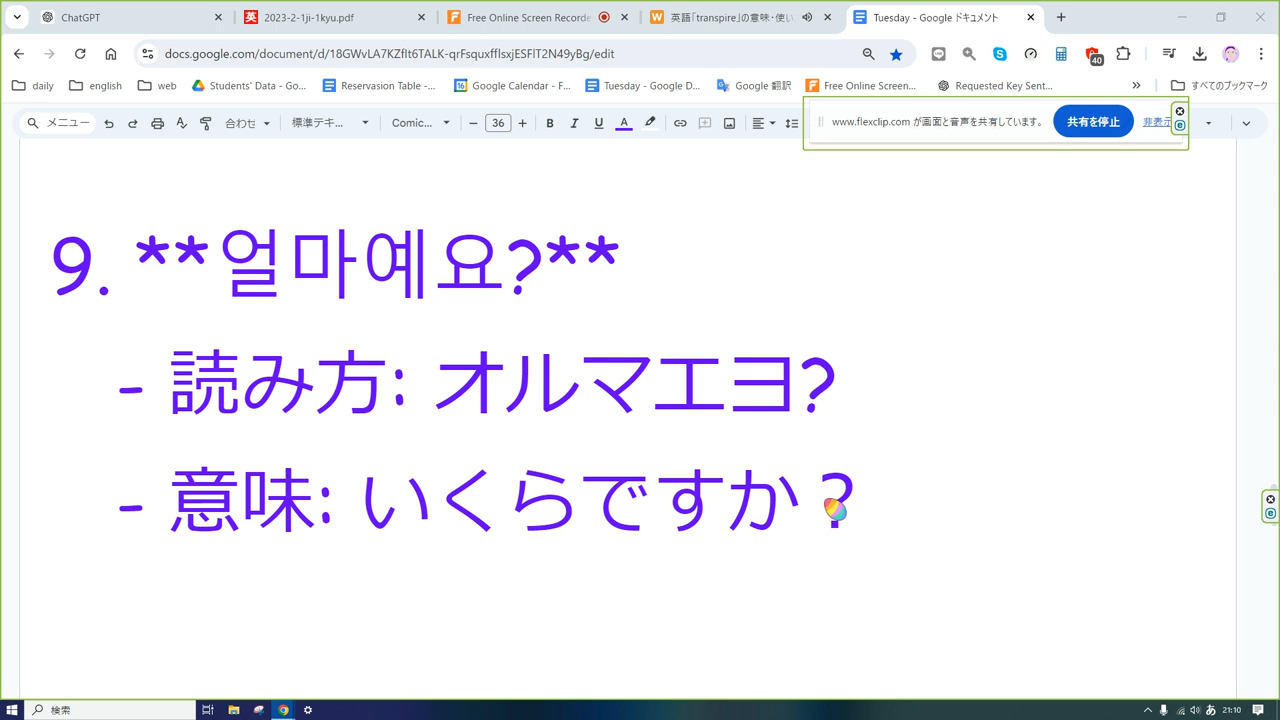 ChatGPT
2023-2-1ji-1kyu.pdf
Free Online Screen Recorde
英語「transpire」の意味・使い
Tuesday - Google ドキュメント
docs.google.com/document/d/18GWvLA7KZflt6TALK-qrFsquxfflsxjESFlT2N49yBg/edit
40
daily
english
web
Students' Data - Go...
Reservasion Table -...
Google Calendar - F...
Tuesday - Google D...
Google 翻訳
Free Online Screen...
Requested Key Sent...
すべてのブックマーク
メニュー
合わせ
標準テキ...
Comic...
36
www.flexclip.com が画面と音声を共有しています。
共有を停止
非表示
9. **얼마예요?**
- 読み方: オルマエヨ?
- 意味: いくらですか？
検索
あ
21:10